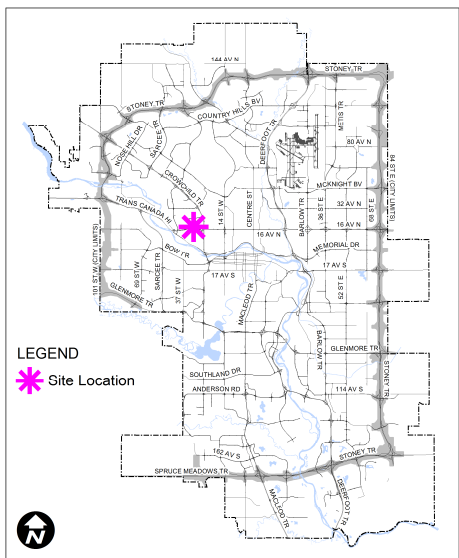 144 AV N
STONEY TR
STONEY TR
COUNTRY HILLS BV
NOSE HILL DR
SARCEE TR
DEERFOOT TR
METIS TR
80 AV N
CROWCHILD TR
MCKNIGHT BV
84 ST E (CITY LIMITS)
TRANS CANADA HI
14 ST W
CENTRE ST
BARLOW TR
36 ST E
32 AV N
68 ST E
16 AV N
16 AV N
MEMORIAL DR
BOW TR
17 AV S
17 AV S
101 ST W (CITY LIMITS)
69 ST W
SARCEE TR
37 ST W
GLENMORE TR
MACLEOD TR
52 ST E
BARLOW TR
GLENMORE TR
LEGEND
Site Location
SOUTHLAND DR
ANDERSON RD
114 AV S
STONEY TR
162 AV S
STONEY TR
SPRUCE MEADOWS TR
MACLEOD TR
DEERFOOT TR
N